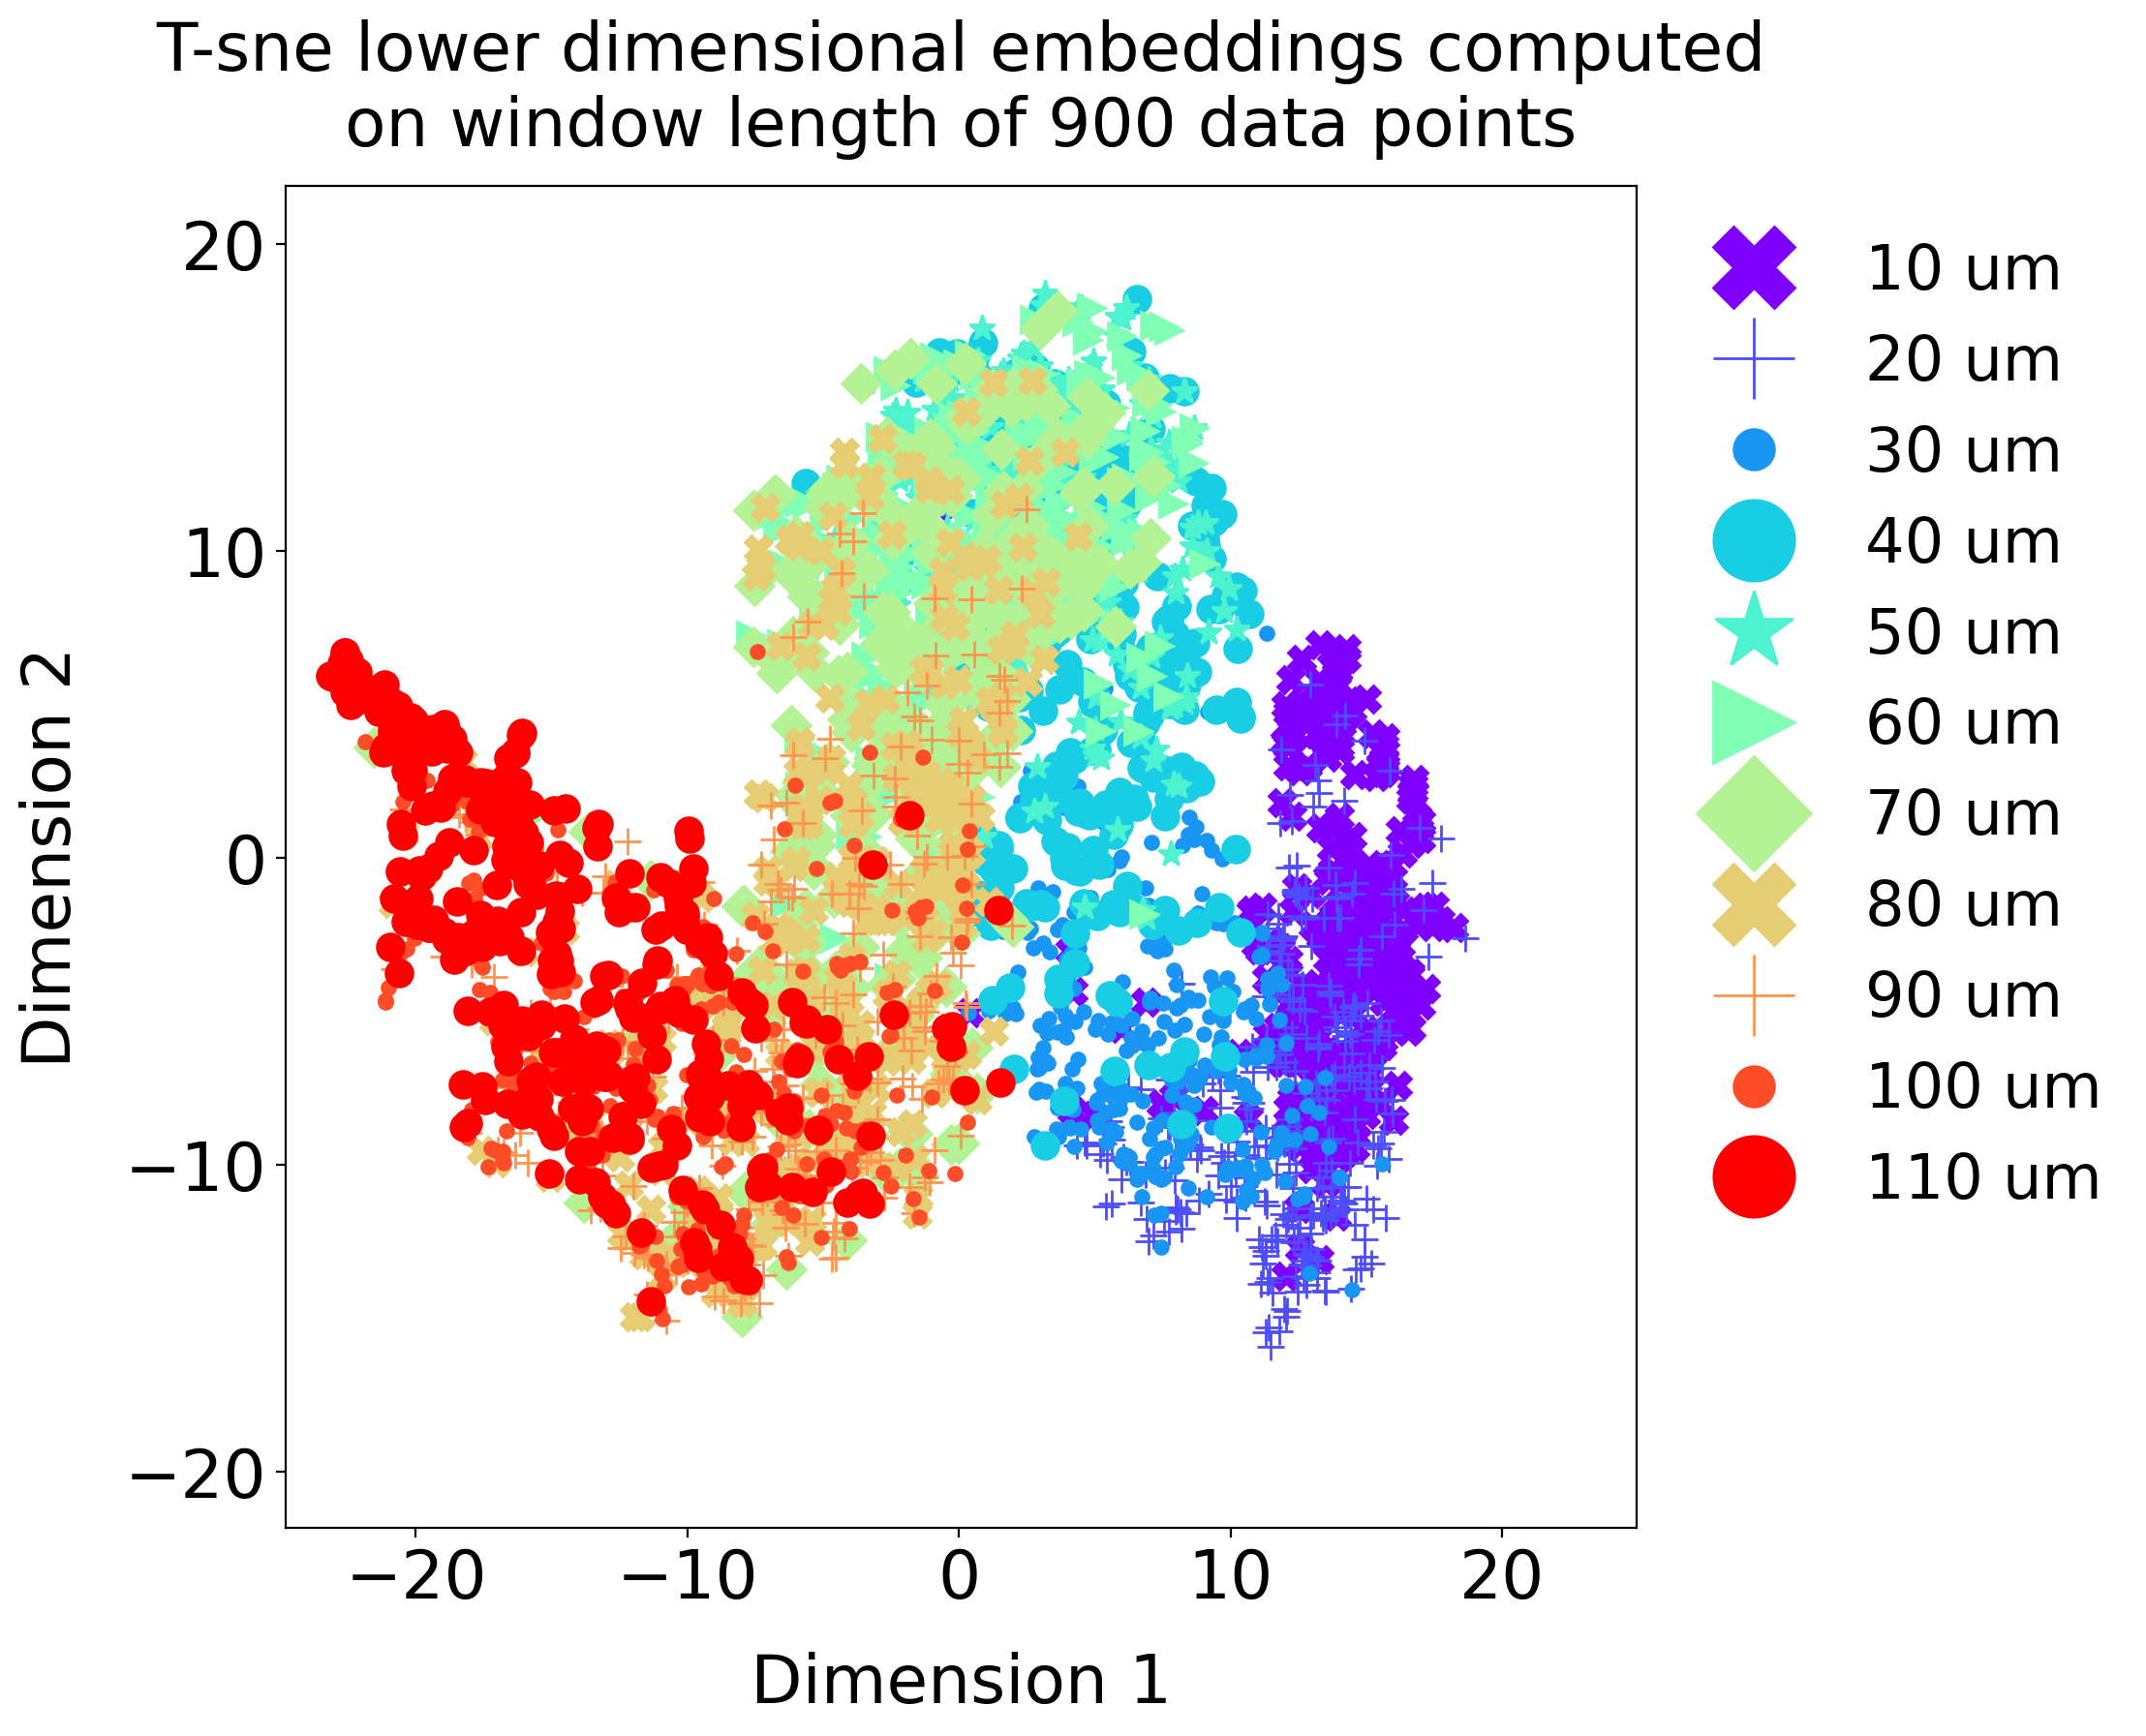 T-sne lower dimensional embeddings computed
on window length of 900 data points
20
10
0
−10
−20
Dimension 2
−20
−10
0
10
20
Dimension 1
10 um
20 um
30 um
40 um
50 um
60 um
70 um
80 um
90 um
100 um
110 um